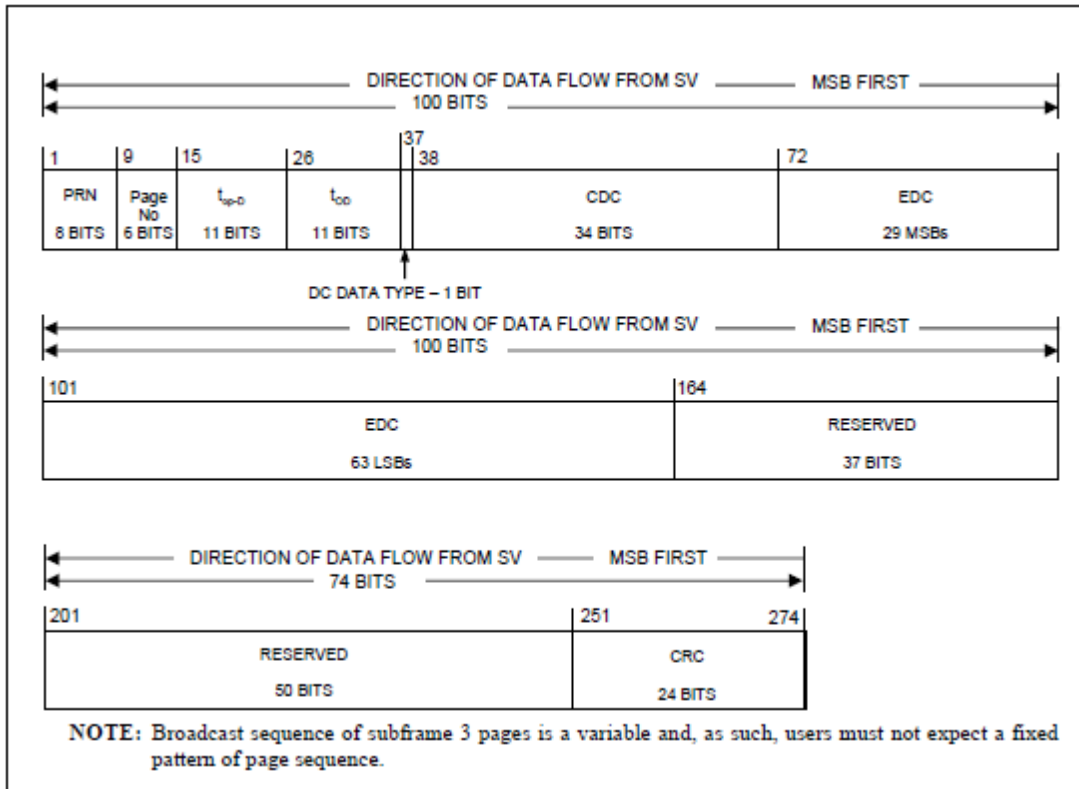 DIRECTION OF DATA FLOW FROM SV MSB FIRST
100 BITS
1 9 15 26 37 38 72
PRN Page No t_op-D t_OD CDC EDC
8 BITS 6 BITS 11 BITS 11 BITS 34 BITS 29 MSBs
DC DATA TYPE – 1 BIT
DIRECTION OF DATA FLOW FROM SV MSB FIRST
100 BITS
101 164
EDC RESERVED
63 LSBs 37 BITS
DIRECTION OF DATA FLOW FROM SV MSB FIRST
74 BITS
201 251 274
RESERVED CRC
50 BITS 24 BITS
NOTE: Broadcast sequence of subframe 3 pages is a variable and, as such, users must not expect a fixed
pattern of page sequence.